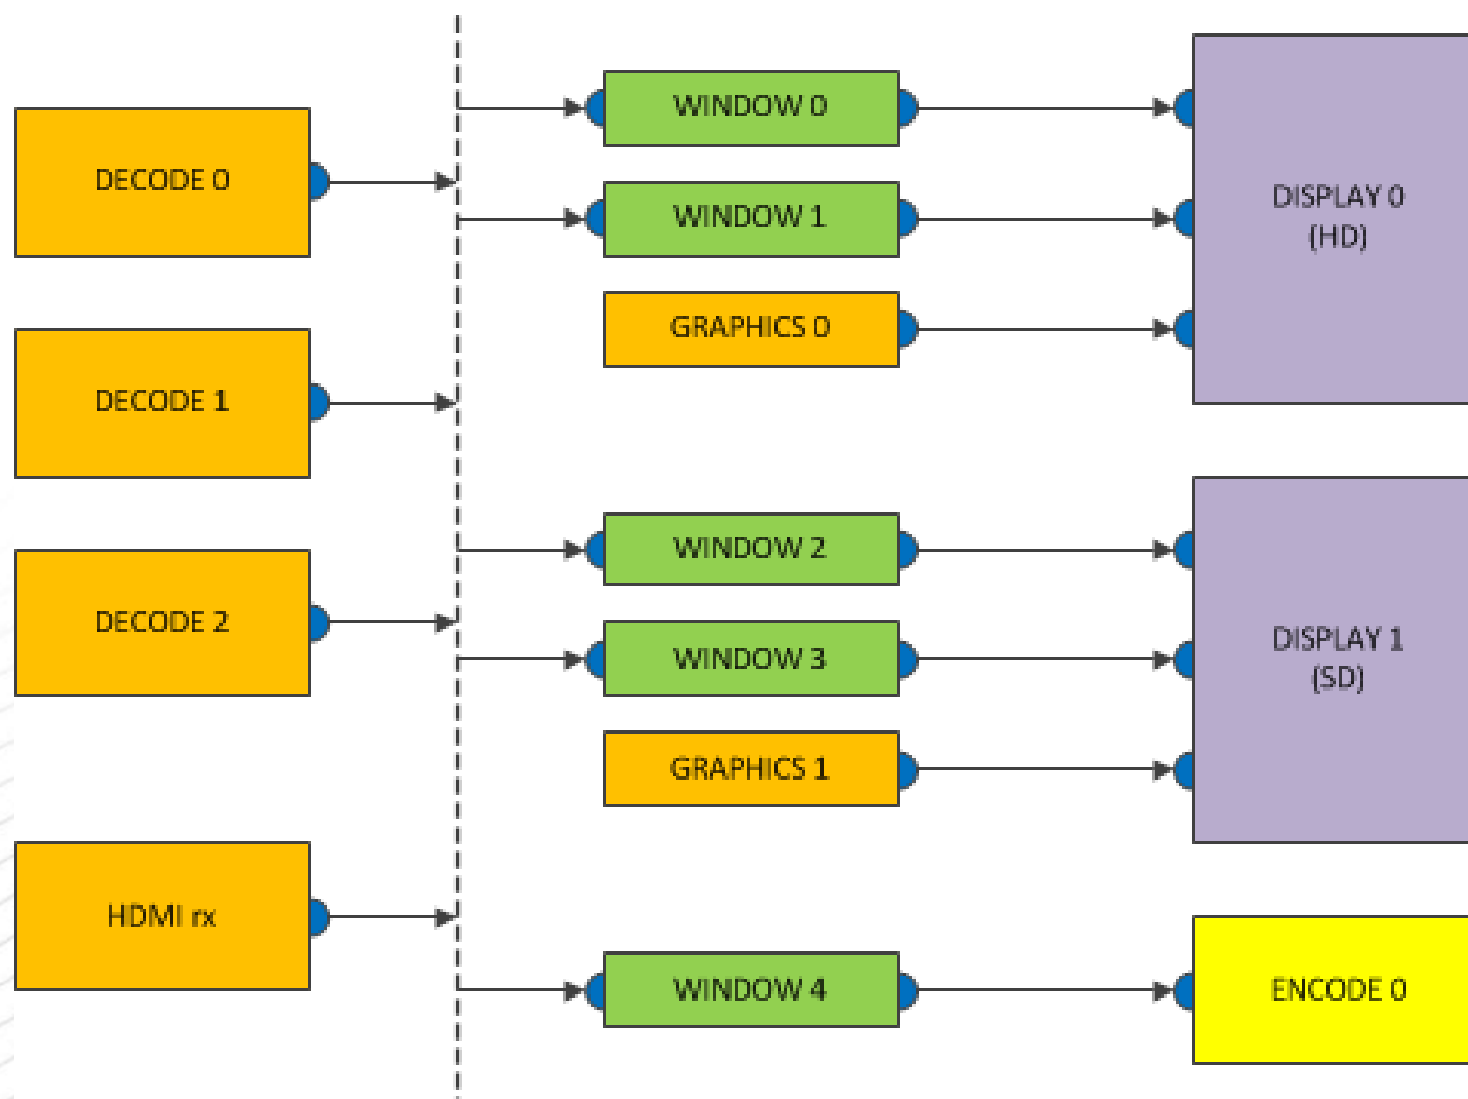 DECODE 0
DECODE 1
DECODE 2
HDMI rx
WINDOW 0
WINDOW 1
GRAPHICS 0
WINDOW 2
WINDOW 3
GRAPHICS 1
WINDOW 4
DISPLAY 0
(HD)
DISPLAY 1
(SD)
ENCODE 0